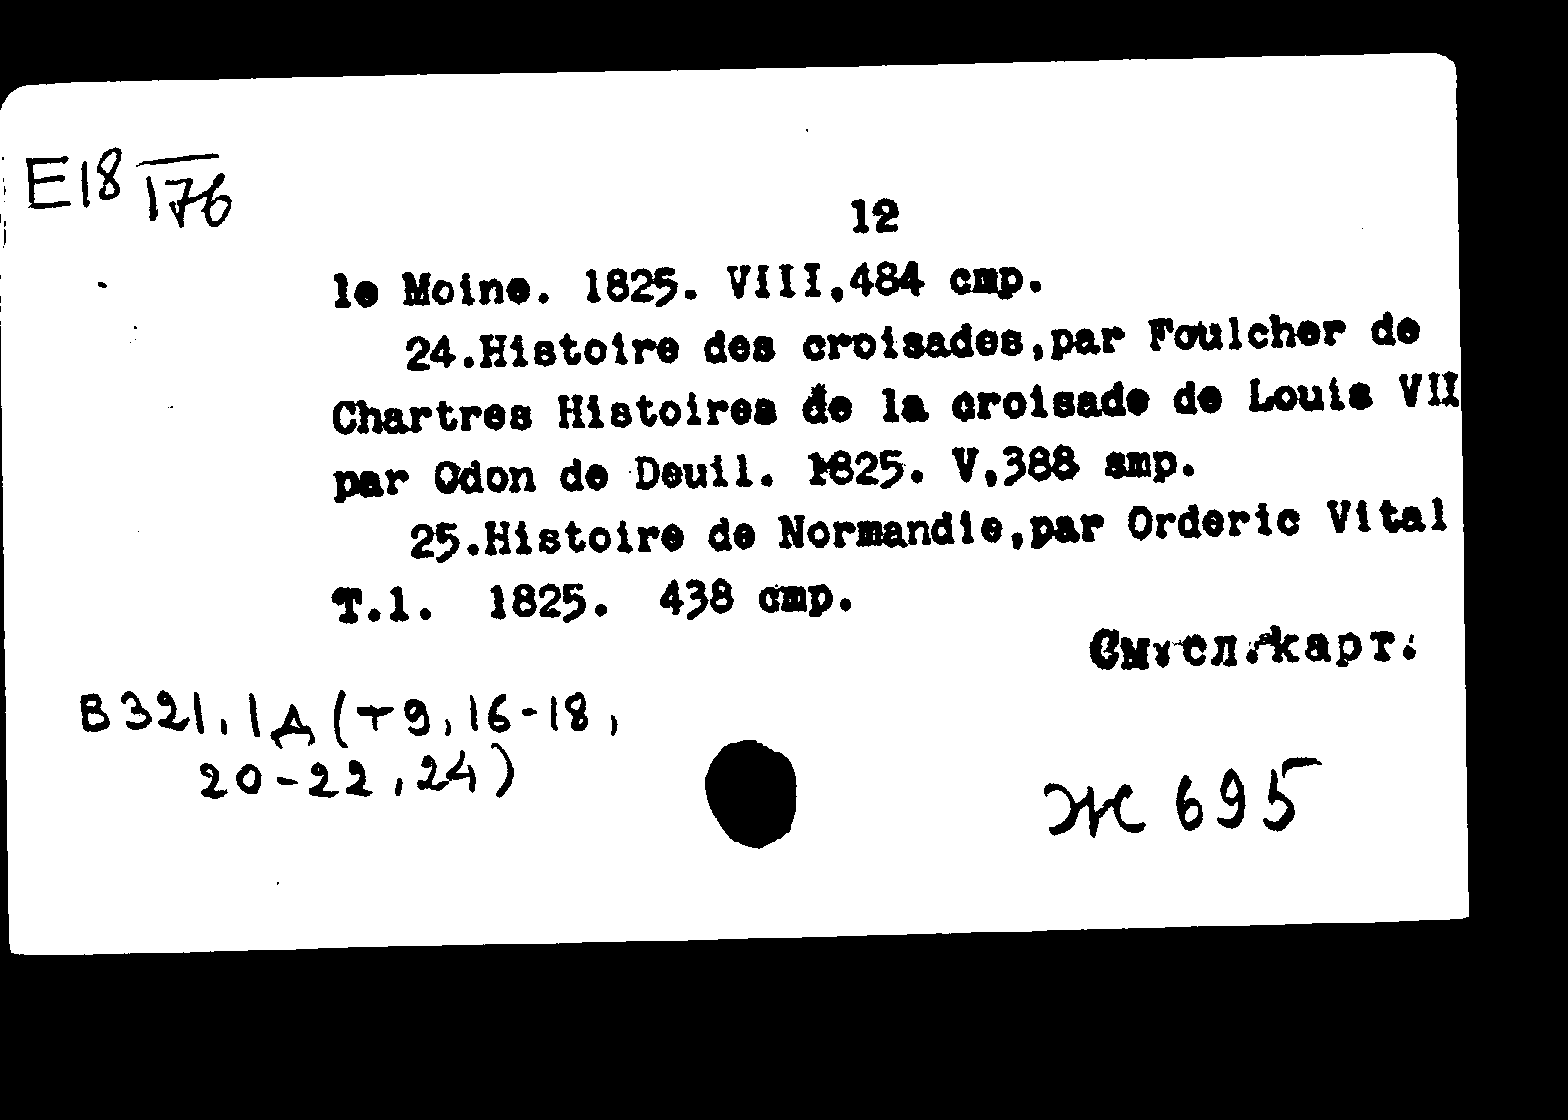 E18 176
12
le Moine. 1825. VIII,484 стр.
24.Histoire des croisades,par Foulcher de
Chartres Histoires de la croisade de Louis VII
par Odon de Deuil. 1825. V,388 стр.
25.Histoire de Normandie,par Orderic Vital
T.1. 1825. 438 стр.
См.сл.карт.
В 321, 1д (т 9, 16-18,
20-22, 24)
Ж 695